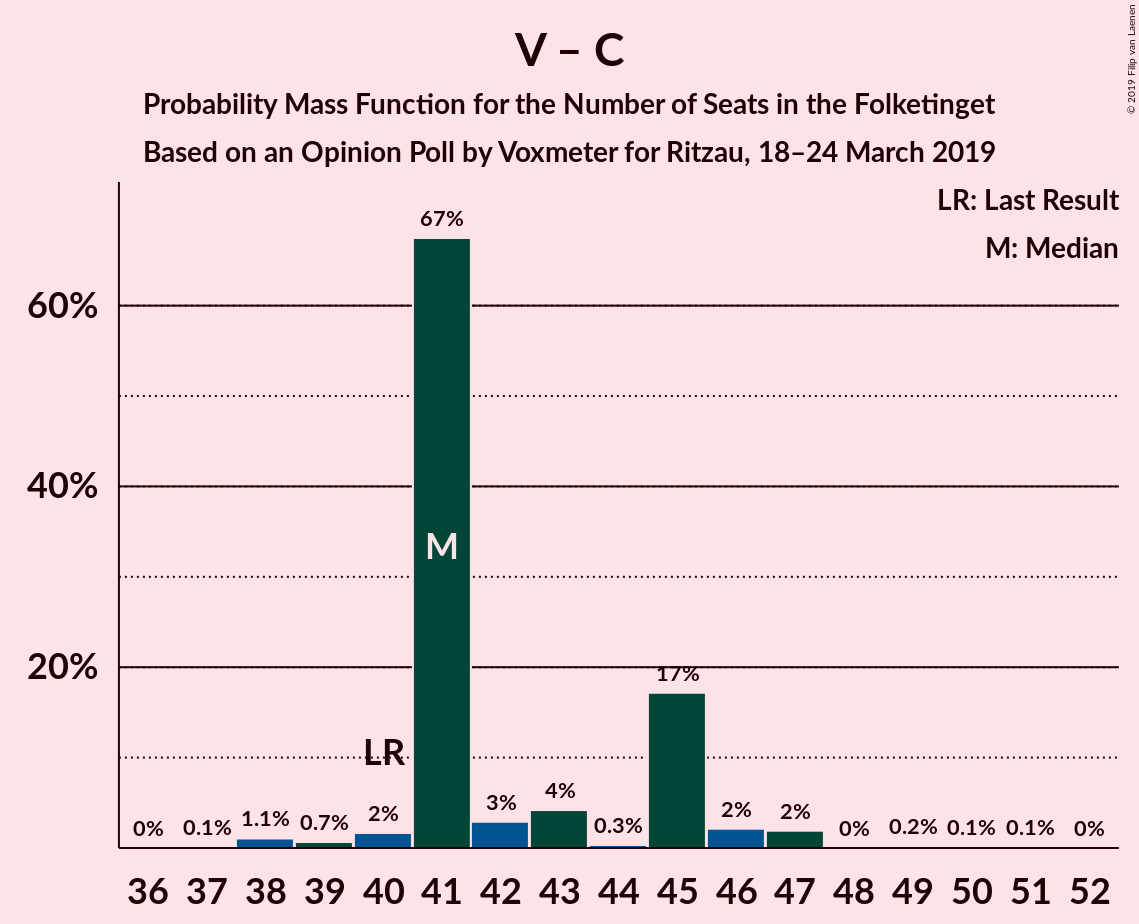 V – C
Probability Mass Function for the Number of Seats in the Folketinget
Based on an Opinion Poll by Voxmeter for Ritzau, 18–24 March 2019
© 2019 Filip van Laenen
LR: Last Result
M: Median
67%
60%
40%
M
20%
17%
LR
0% 0.1% 1.1% 0.7% 2% 3% 4% 0.3% 2% 2% 0% 0.2% 0.1% 0.1% 0%
36 37 38 39 40 41 42 43 44 45 46 47 48 49 50 51 52